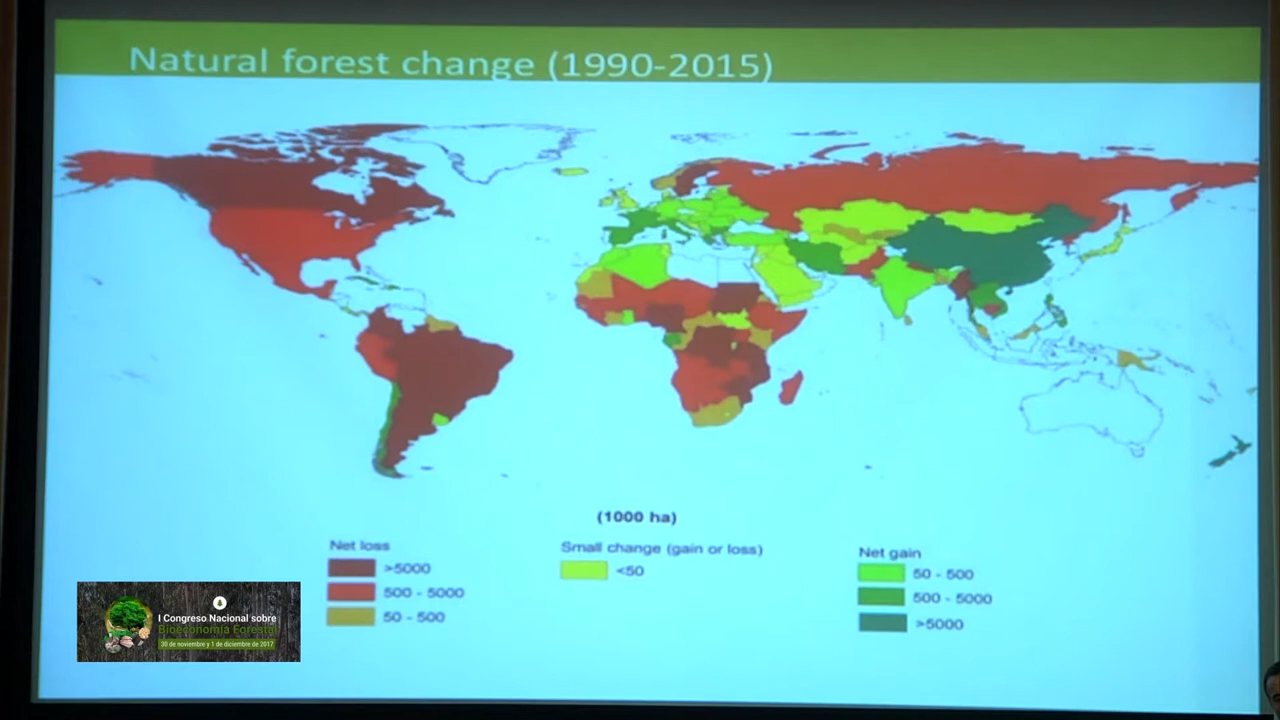 Natural forest change (1990-2015)
(1000 ha)
Net loss
>5000
500 - 5000
50 - 500
Small change (gain or loss)
<50
Net gain
50 - 500
500 - 5000
>5000
I Congreso Nacional sobre
Bioeconomía Forestal
30 de noviembre y 1 de diciembre de 2017